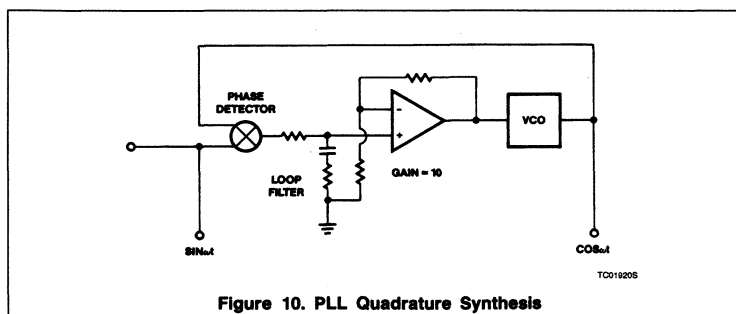 PHASE
DETECTOR
-
+
VCO
LOOP
FILTER
GAIN = 10
SINωt
COSωt
TC01920S
Figure 10. PLL Quadrature Synthesis